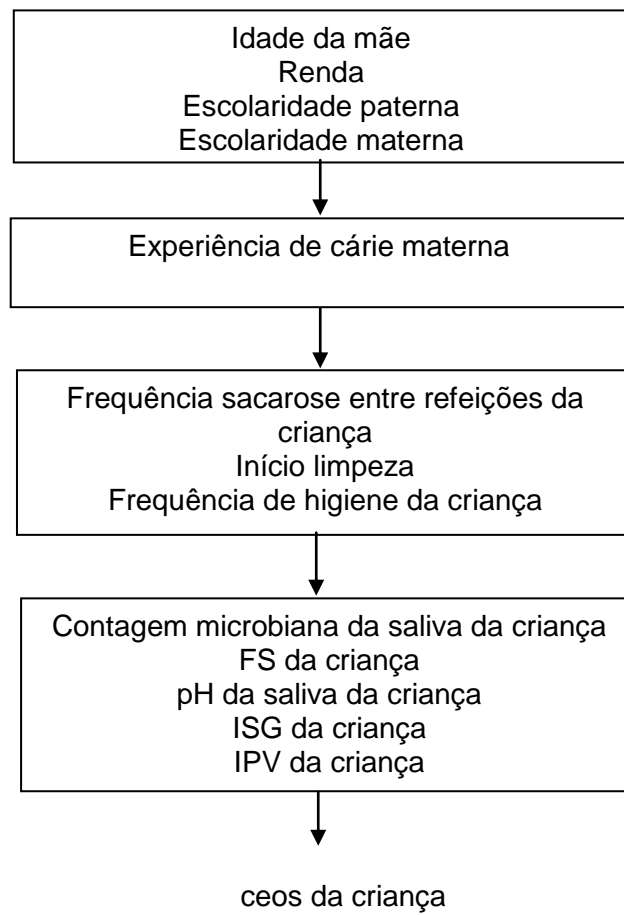 Idade da mãe
Renda
Escolaridade paterna
Escolaridade materna
Experiência de cárie materna
Frequência sacarose entre refeições da
criança
Início limpeza
Frequência de higiene da criança
Contagem microbiana da saliva da criança
FS da criança
pH da saliva da criança
ISG da criança
IPV da criança
ceos da criança